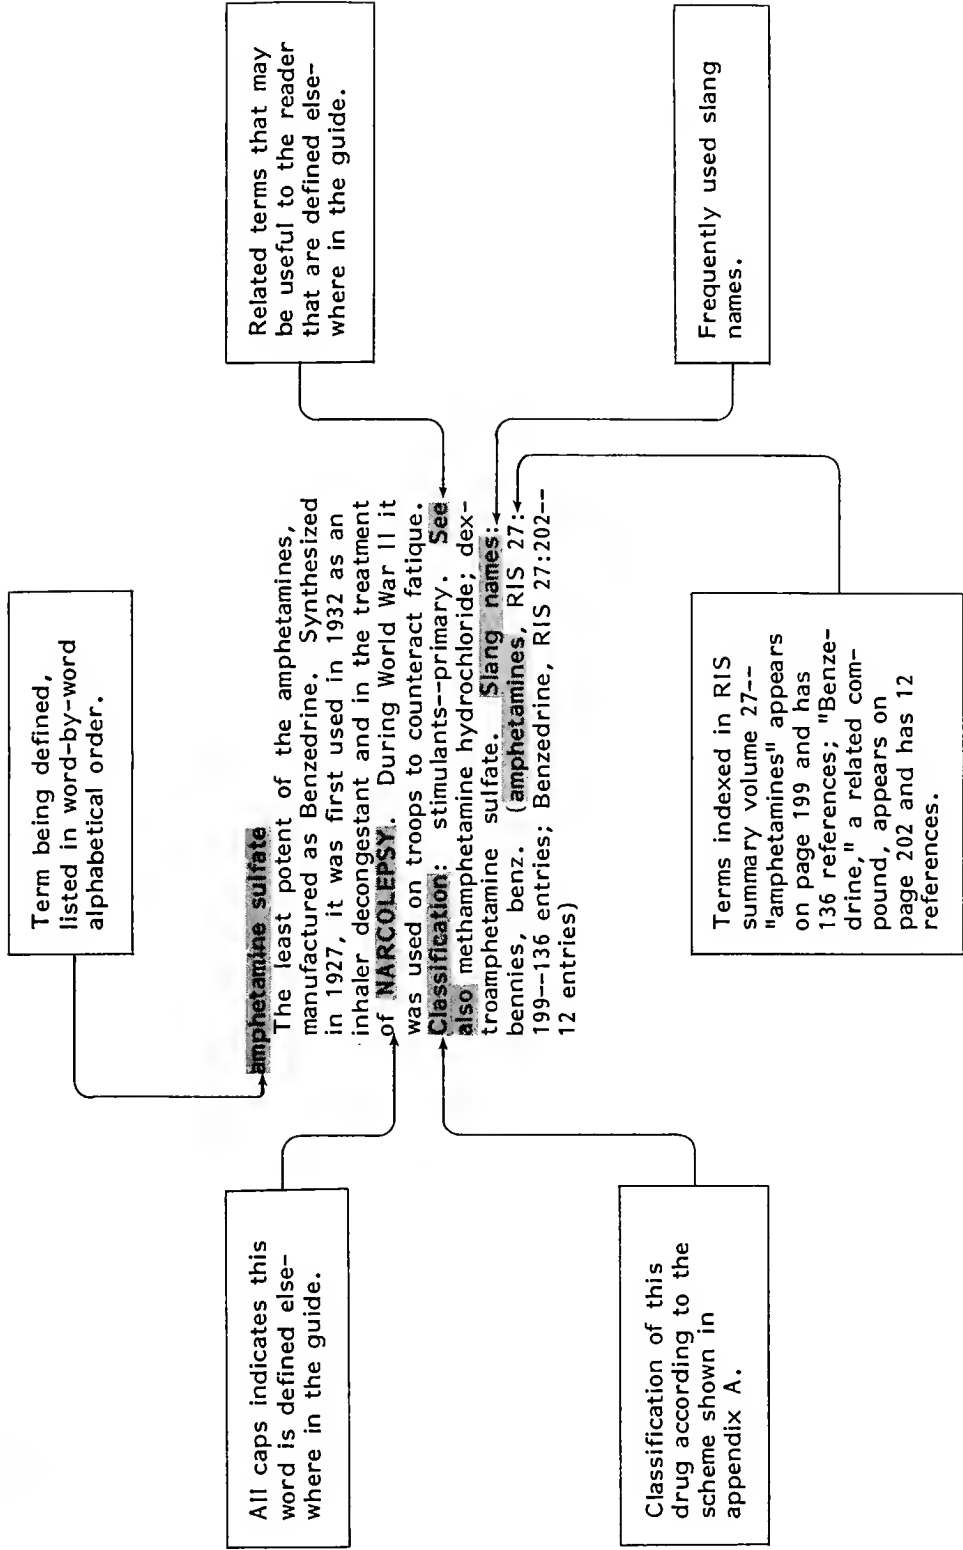 Term being defined,
listed in word-by-word
alphabetical order.
All caps indicates this
word is defined else-
where in the guide.
Classification of this
drug according to the
scheme shown in
appendix A.
amphetamine sulfate
The least potent of the amphetamines,
manufactured as Benzedrine. Synthesized
in 1927, it was first used in 1932 as an
inhaler decongestant and in the treatment
of NARCOLEPSY. During World War II it
was used on troops to counteract fatique.
Classification: stimulants--primary. See
also methamphetamine hydrochloride; dex-
troamphetamine sulfate. Slang names:
bennies, benz. (amphetamines, RIS 27:
199--136 entries; Benzedrine, RIS 27:202--
12 entries)
Related terms that may
be useful to the reader
that are defined else-
where in the guide.
Frequently used slang
names.
Terms indexed in RIS
summary volume 27--
"amphetamines" appears
on page 199 and has
136 references; "Benze-
drine," a related com-
pound, appears on
page 202 and has 12
references.